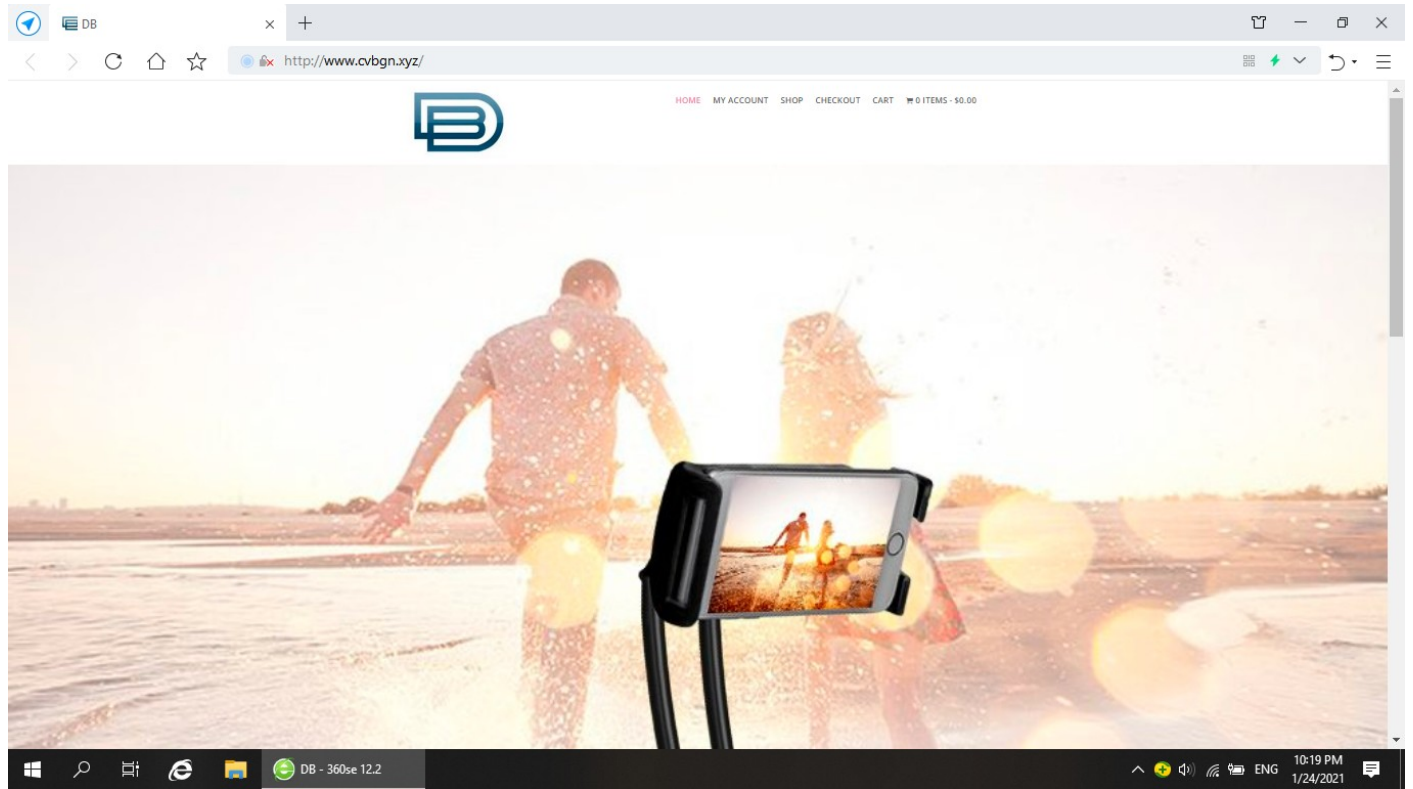 DB
http://www.cvbgn.xyz/
DB
HOME MY ACCOUNT SHOP CHECKOUT CART 0 ITEMS - $0.00
DB - 360se 12.2
ENG
10:19 PM
1/24/2021